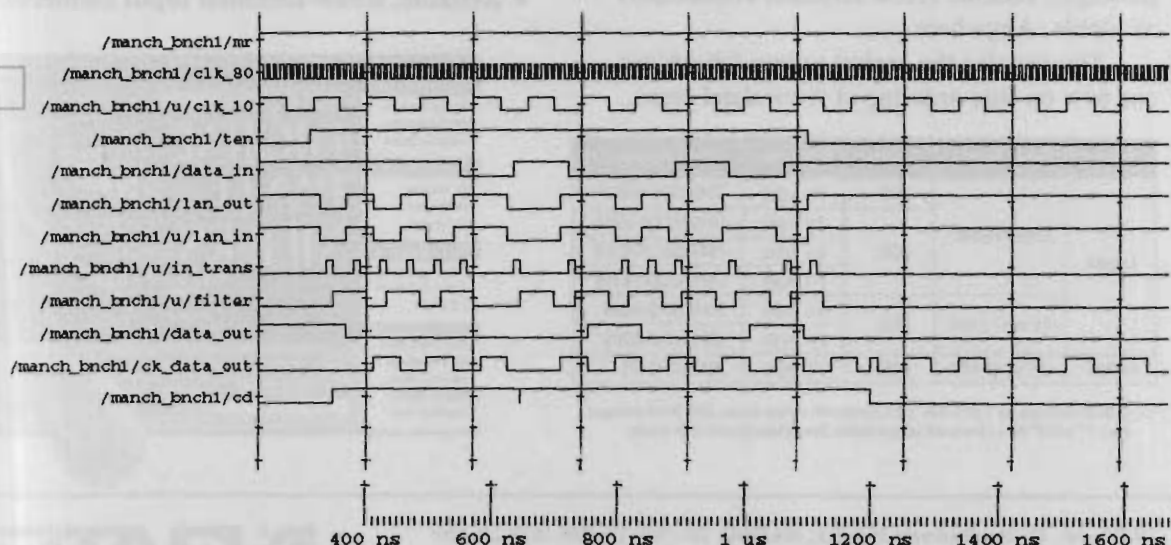 /manch_bnch1/mr
/manch_bnch1/clk_80
/manch_bnch1/u/clk_10
/manch_bnch1/ten
/manch_bnch1/data_in
/manch_bnch1/lan_out
/manch_bnch1/u/lan_in
/manch_bnch1/u/in_trans
/manch_bnch1/u/filter
/manch_bnch1/data_out
/manch_bnch1/ck_data_out
/manch_bnch1/cd
400 ns 600 ns 800 ns 1 us 1200 ns 1400 ns 1600 ns